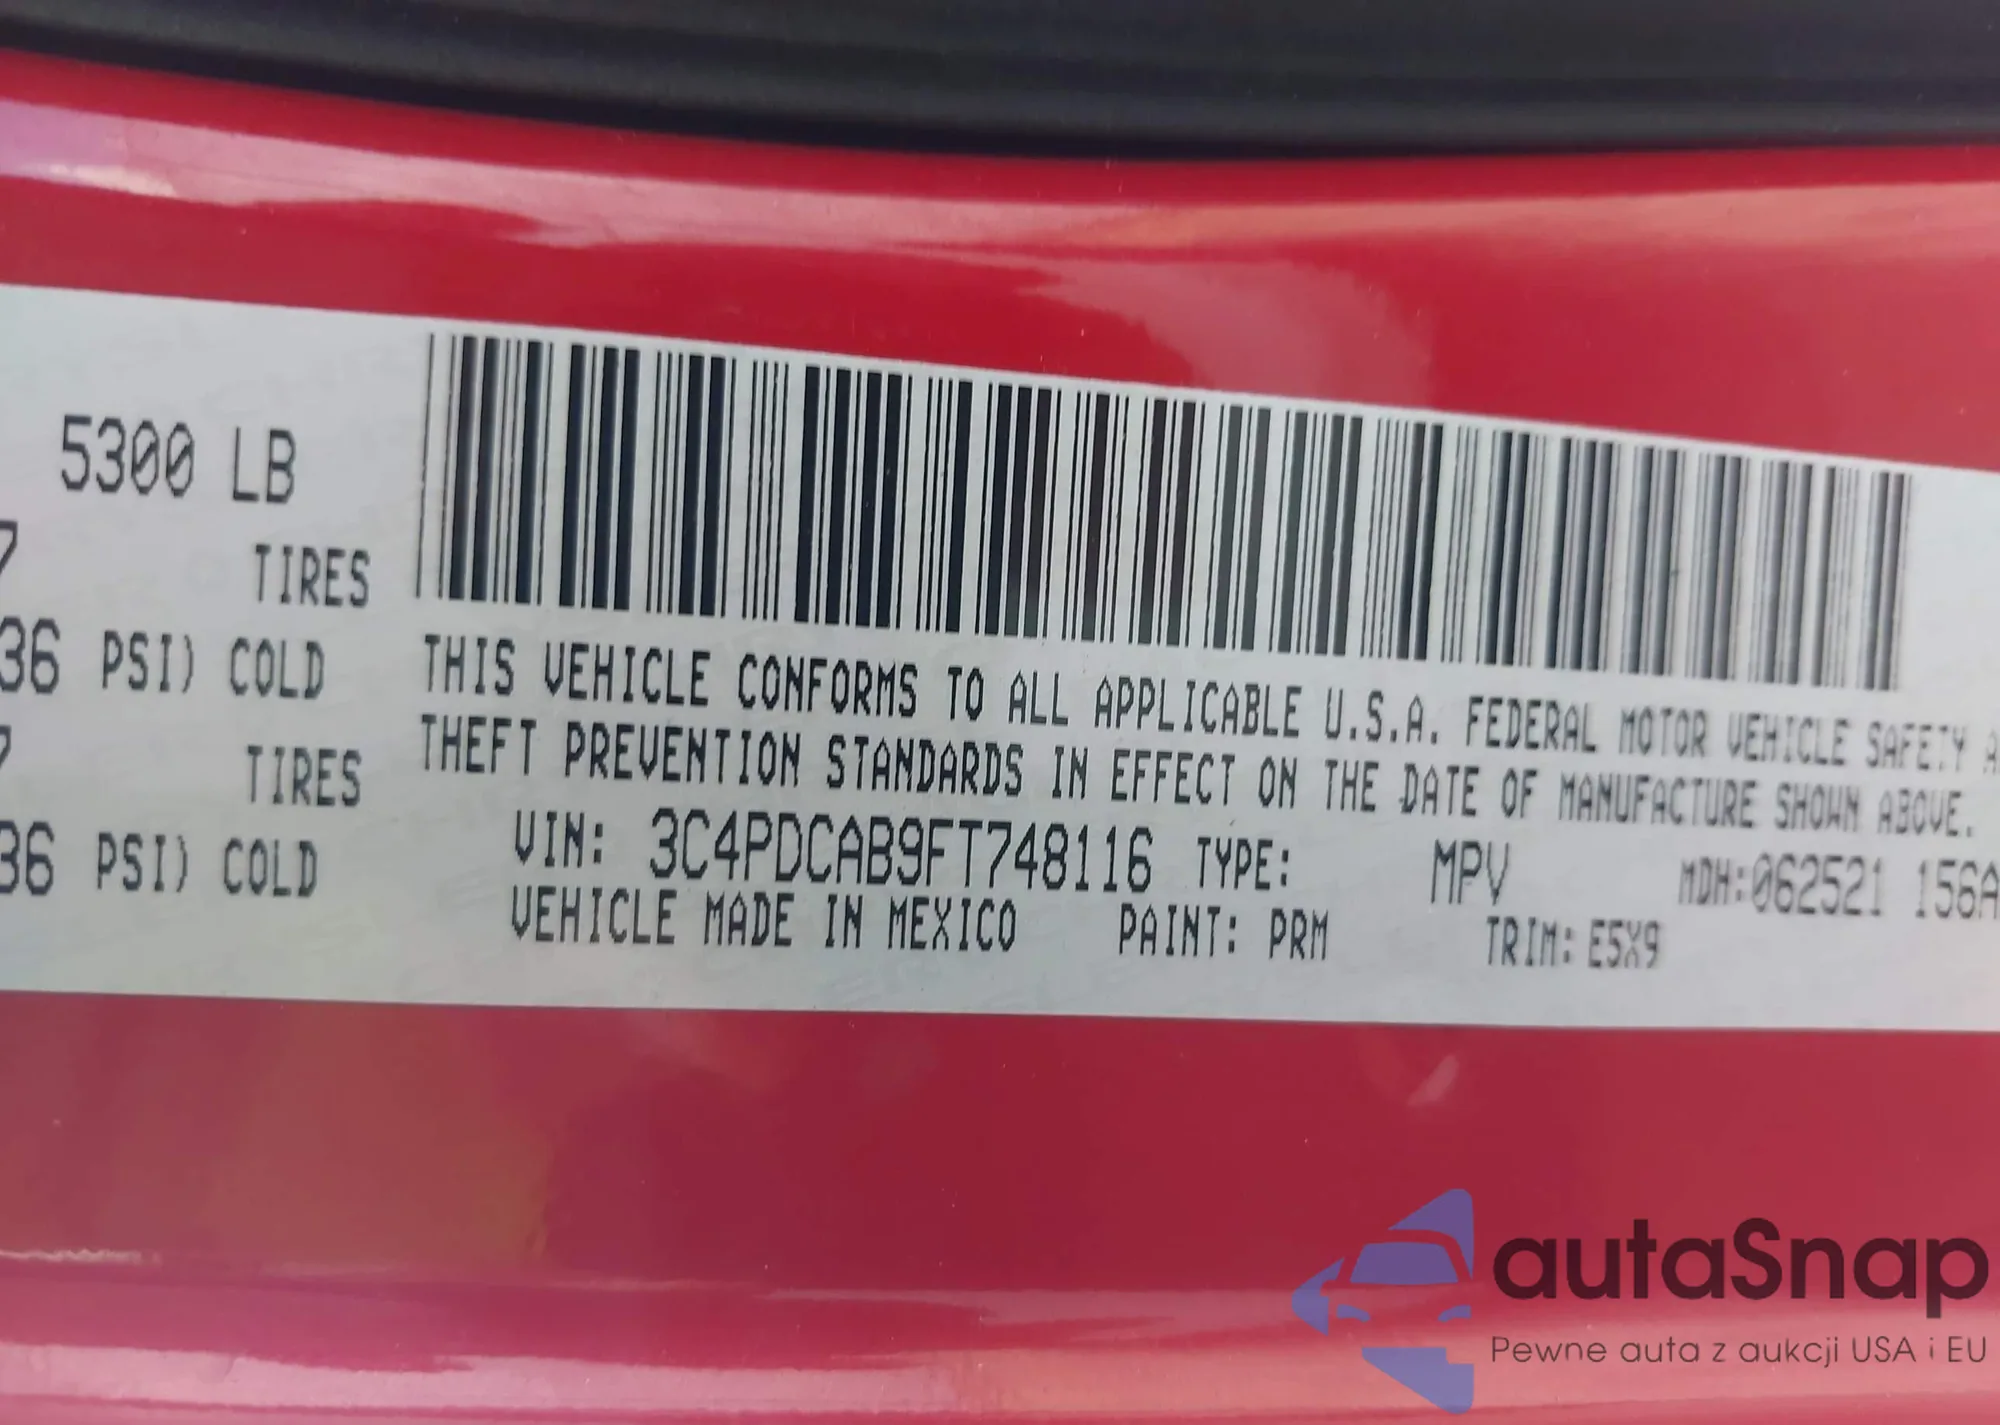 5300 LB
7
TIRES
36 PSI) COLD
7
TIRES
36 PSI) COLD
THIS VEHICLE CONFORMS TO ALL APPLICABLE U.S.A. FEDERAL MOTOR VEHICLE SAFETY A
THEFT PREVENTION STANDARDS IN EFFECT ON THE DATE OF MANUFACTURE SHOWN ABOVE.
VIN: 3C4PDCAB9FT748116 TYPE: MPV MDH:062521 156A
VEHICLE MADE IN MEXICO PAINT: PRM TRIM: E5X9
autaSnap
Pewne auta z aukcji USA i EU